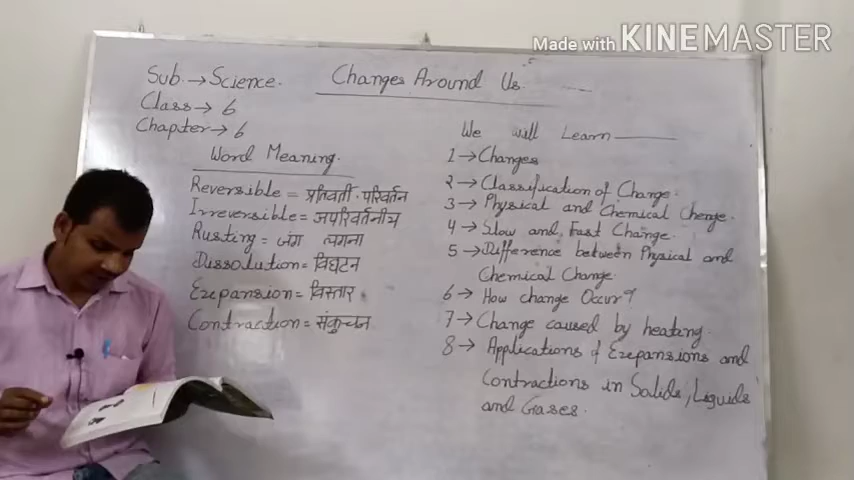 Made with KINEMASTER
Sub. → Science.
Changes Around Us.
Class → 6
Chapter → 6
Word Meaning.
Reversible = प्रतिवर्ती परिवर्तन
Irreversible = अपरिवर्तनीय
Rusting = जंग लगना
Dissolution = विघटन
Exepansion = विस्तार
Contraction = संकुचन
We will Learn
1 → Changes
2 → Classification of Change.
3 → Physical and Chemical Chenge.
4 → Slow and Fast Change.
5 → Difference between Physical and
Chemical Change.
6 → How change Occur?
7 → Change caused by heating.
8 → Applications of Exepansions and
Contractions in Solids, Liquids
and Gases.